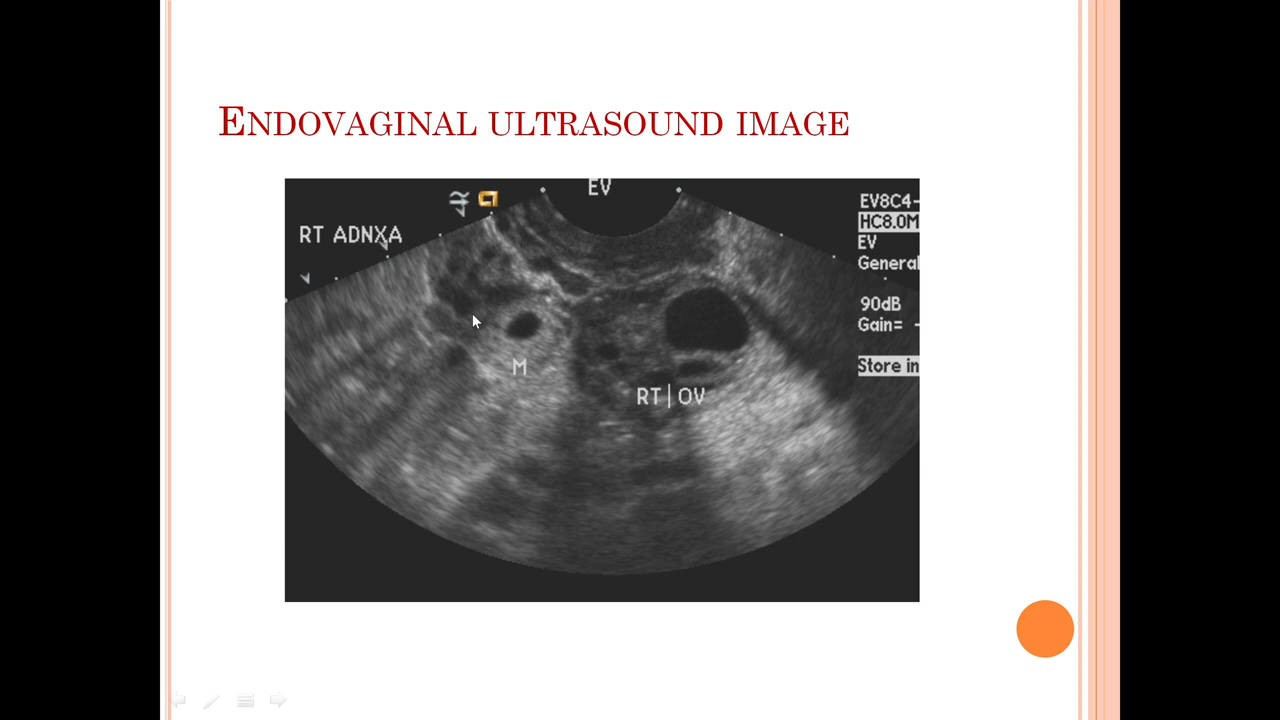 ENDOVAGINAL ULTRASOUND IMAGE
EV
RT ADNXA
EV8C4-
HC8.0M
EV
General
90dB
Gain= -
Store in
M
RT|OV